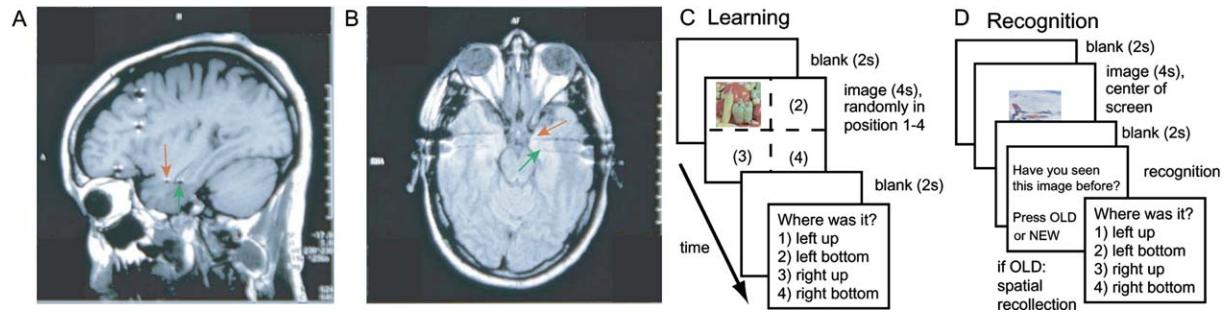 A
B
C Learning
blank (2s)
image (4s),
randomly in
position 1-4
(2)
(3)
(4)
blank (2s)
Where was it?
1) left up
2) left bottom
3) right up
4) right bottom
time
D Recognition
blank (2s)
image (4s),
center of
screen
blank (2s)
Have you seen
this image before?
Press OLD
or NEW
recognition
Where was it?
1) left up
2) left bottom
3) right up
4) right bottom
if OLD:
spatial
recollection